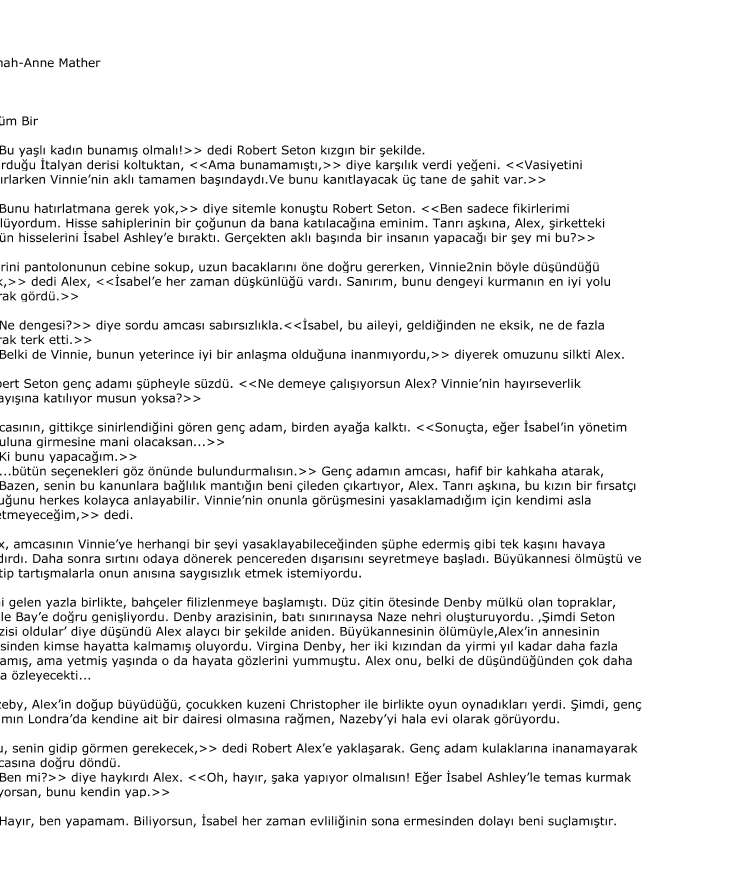 nah-Anne Mather
üm Bir
Bu yaşlı kadın bunamış olmalı!>> dedi Robert Seton kızgın bir şekilde.
rduğu İtalyan derisi koltuktan, <<Ama bunamamıştı,>> diye karşılık verdi yeğeni. <<Vasiyetini
ırlarken Vinnie’nin aklı tamamen başındaydı.Ve bunu kanıtlayacak üç tane de şahit var.>>
Bunu hatırlatmana gerek yok,>> diye sitemle konuştu Robert Seton. <<Ben sadece fikirlerimi
lüyordum. Hisse sahiplerinin bir çoğunun da bana katılacağına eminim. Tanrı aşkına, Alex, şirketteki
ün hisselerini İsabel Ashley’e bıraktı. Gerçekten aklı başında bir insanın yapacağı bir şey mi bu?>>
rini pantolonunun cebine sokup, uzun bacaklarını öne doğru gererken, Vinnie2nin böyle düşündüğü
k,>> dedi Alex, <<İsabel’e her zaman düşkünlüğü vardı. Sanırım, bunu dengeyi kurmanın en iyi yolu
rak gördü.>>
Ne dengesi?>> diye sordu amcası sabırsızlıkla.<<İsabel, bu aileyi, geldiğinden ne eksik, ne de fazla
rak terk etti.>>
Belki de Vinnie, bunun yeterince iyi bir anlaşma olduğuna inanmıyordu,>> diyerek omuzunu silkti Alex.
bert Seton genç adamı şüpheyle süzdü. <<Ne demeye çalışıyorsun Alex? Vinnie’nin hayırseverlik
ayışına katılıyor musun yoksa?>>
casının, gittikçe sinirlendiğini gören genç adam, birden ayağa kalktı. <<Sonuçta, eğer İsabel’in yönetim
uluna girmesine mani olacaksan...>>
Ki bunu yapacağım.>>
...bütün seçenekleri göz önünde bulundurmalısın.>> Genç adamın amcası, hafif bir kahkaha atarak,
Bazen, senin bu kanunlara bağlılık mantığın beni çileden çıkartıyor, Alex. Tanrı aşkına, bu kızın bir fırsatçı
uğunu herkes kolayca anlayabilir. Vinnie’nin onunla görüşmesini yasaklamadığım için kendimi asla
etmeyeceğim,>> dedi.
x, amcasının Vinnie’ye herhangi bir şeyi yasaklayabileceğinden şüphe edermiş gibi tek kaşını havaya
dırdı. Daha sonra sırtını odaya dönerek pencereden dışarısını seyretmeye başladı. Büyükannesi ölmüştü ve
tip tartışmalarla onun anısına saygısızlık etmek istemiyordu.
i gelen yazla birlikte, bahçeler filizlenmeye başlamıştı. Düz çitin ötesinde Denby mülkü olan topraklar,
le Bay’e doğru genişliyordu. Denby arazisinin, batı sınırınaysa Naze nehri oluşturuyordu. ‚Şimdi Seton
zisi oldular’ diye düşündü Alex alaycı bir şekilde aniden. Büyükannesinin ölümüyle,Alex’in annesinin
sinden kimse hayatta kalmamış oluyordu. Virgina Denby, her iki kızından da yirmi yıl kadar daha fazla
amış, ama yetmiş yaşında o da hayata gözlerini yummuştu. Alex onu, belki de düşündüğünden çok daha
a özleyecekti...
zeby, Alex’in doğup büyüdüğü, çocukken kuzeni Christopher ile birlikte oyun oynadıkları yerdi. Şimdi, genç
mın Londra’da kendine ait bir dairesi olmasına rağmen, Nazeby’yi hala evi olarak görüyordu.
u, senin gidip görmen gerekecek,>> dedi Robert Alex’e yaklaşarak. Genç adam kulaklarına inanamayarak
casına doğru döndü.
Ben mi?>> diye haykırdı Alex. <<Oh, hayır, şaka yapıyor olmalısın! Eğer İsabel Ashley’le temas kurmak
yorsan, bunu kendin yap.>>
Hayır, ben yapamam. Biliyorsun, İsabel her zaman evliliğinin sona ermesinden dolayı beni suçlamıştır.